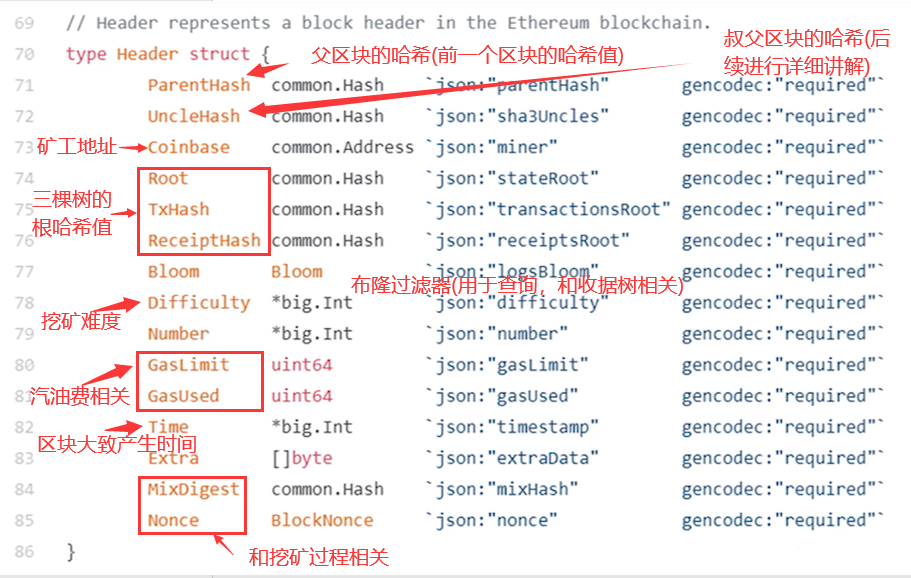 69 // Header represents a block header in the Ethereum blockchain.
70 type Header struct {
父区块的哈希(前一个区块的哈希值)
叔父区块的哈希(后
续进行详细讲解)
71 ParentHash common.Hash `json:"parentHash" gencodec:"required"`
72 UncleHash common.Hash `json:"sha3Uncles" gencodec:"required"`
矿工地址
73 Coinbase common.Address `json:"miner" gencodec:"required"`
74 Root common.Hash `json:"stateRoot" gencodec:"required"`
三棵树的
根哈希值
75 TxHash common.Hash `json:"transactionsRoot" gencodec:"required"`
76 ReceiptHash common.Hash `json:"receiptsRoot" gencodec:"required"`
77 Bloom Bloom `json:"logsBloom" gencodec:"required"`
布隆过滤器(用于查询，和收据树相关)
78 Difficulty *big.Int `json:"difficulty" gencodec:"required"`
挖矿难度
79 Number *big.Int `json:"number" gencodec:"required"`
80 GasLimit uint64 `json:"gasLimit" gencodec:"required"`
汽油费相关
81 GasUsed uint64 `json:"gasUsed" gencodec:"required"`
82 Time *big.Int `json:"timestamp" gencodec:"required"`
区块大致产生时间
83 Extra []byte `json:"extraData" gencodec:"required"`
84 MixDigest common.Hash `json:"mixHash" gencodec:"required"`
85 Nonce BlockNonce `json:"nonce" gencodec:"required"`
86 }
和挖矿过程相关